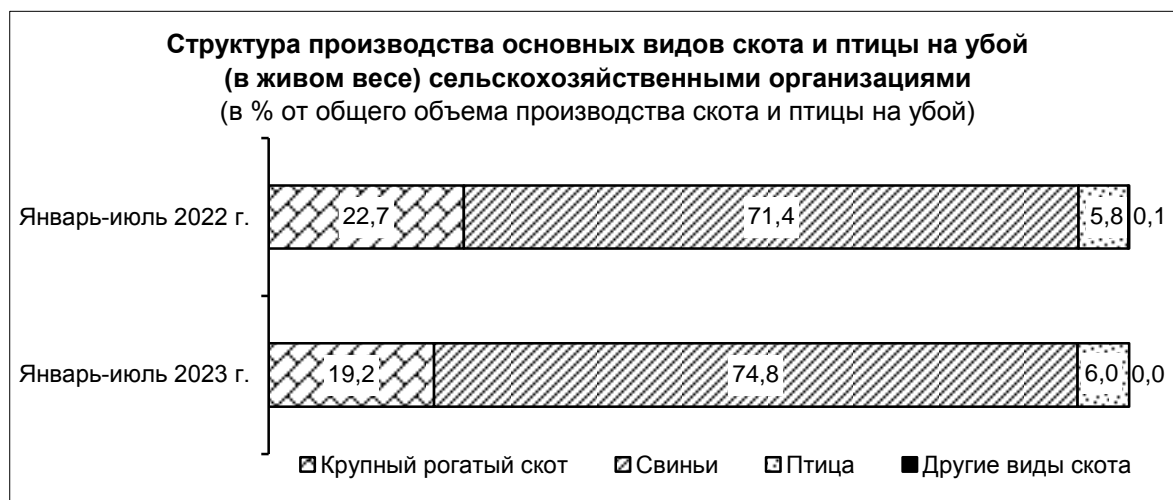 Структура производства основных видов скота и птицы на убой
(в живом весе) сельскохозяйственными организациями
(в % от общего объема производства скота и птицы на убой)
Январь-июль 2022 г.
22,7
71,4
5,8
0,1
Январь-июль 2023 г.
19,2
74,8
6,0
0,0
Крупный рогатый скот
Свиньи
Птица
Другие виды скота